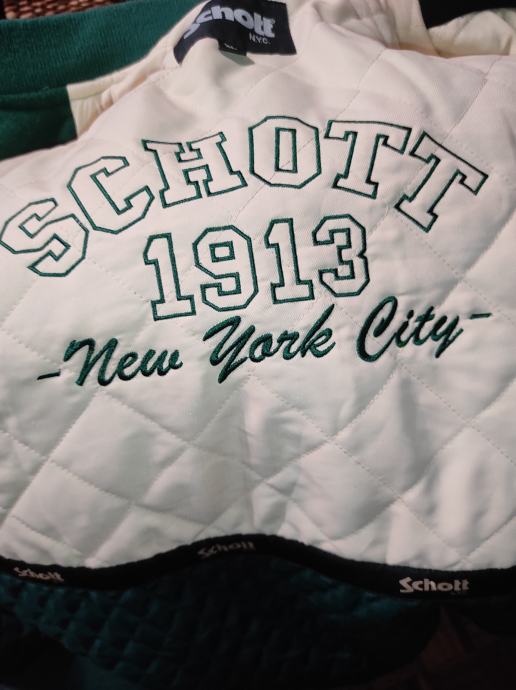 Schott
N.Y.C.
SCHOTT
1913
-New York City-
Schott
Schott
Schott